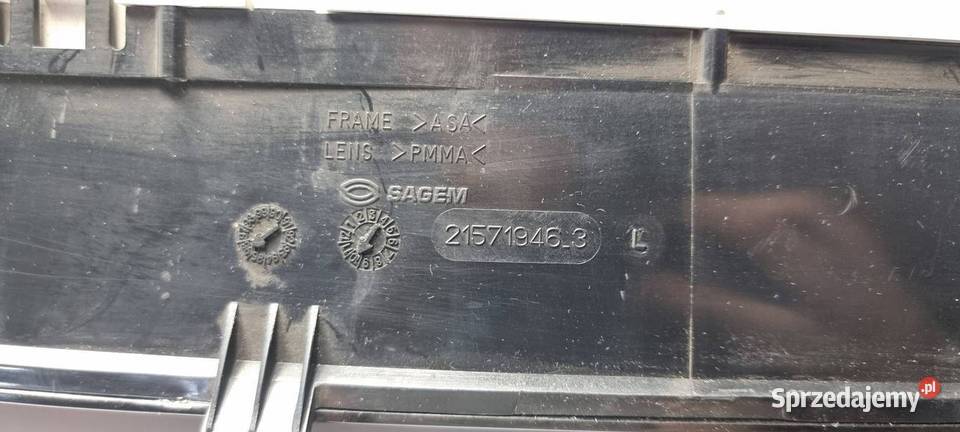 FRAME >ASA<
LENS >PMMA<
SAGEM
21571946_3 L
Sprzedajemy .pl